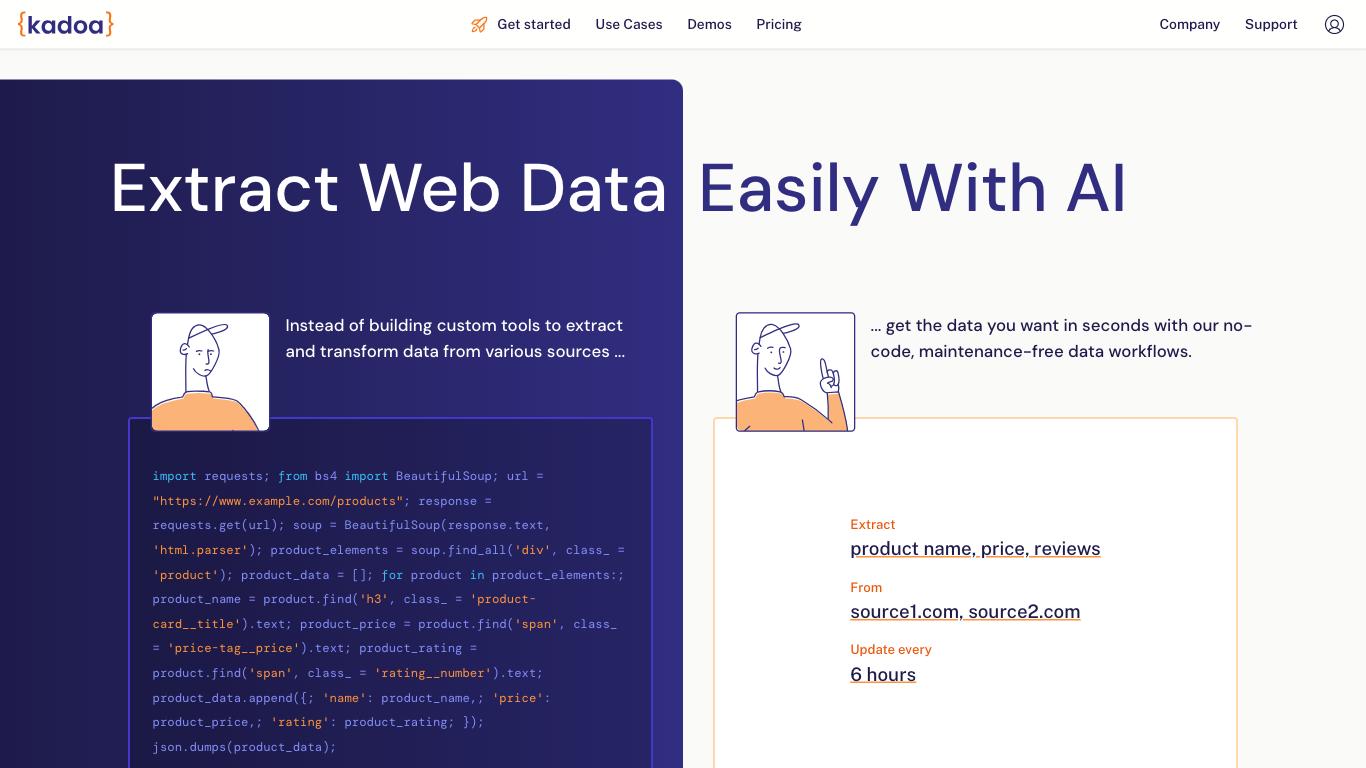 {kadoa}
Get started
Use Cases
Demos
Pricing
Company
Support
Extract Web Data Easily With AI
Instead of building custom tools to extract
and transform data from various sources ...
import requests; from bs4 import BeautifulSoup; url =
"https://www.example.com/products"; response =
requests.get(url); soup = BeautifulSoup(response.text,
'html.parser'); product_elements = soup.find_all('div', class_ =
'product'); product_data = []; for product in product_elements:;
product_name = product.find('h3', class_ = 'product-
card__title').text; product_price = product.find('span', class_
= 'price-tag__price').text; product_rating =
product.find('span', class_ = 'rating__number').text;
product_data.append({; 'name': product_name,; 'price':
product_price,; 'rating': product_rating; });
json.dumps(product_data);
... get the data you want in seconds with our no-
code, maintenance-free data workflows.
Extract
product name, price, reviews
From
source1.com, source2.com
Update every
6 hours